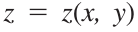 z = z(x, y)